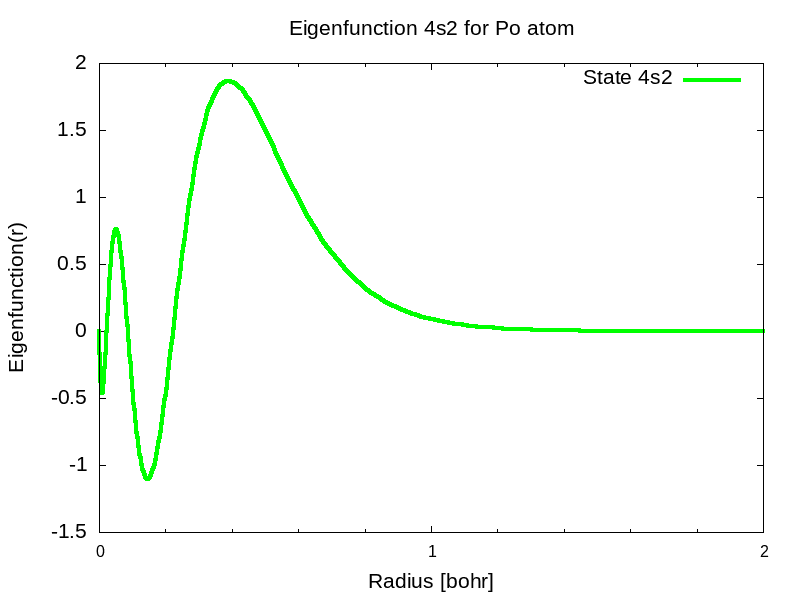 Eigenfunction 4s2 for Po atom
State 4s2
2
1.5
1
0.5
0
-0.5
-1
-1.5
Eigenfunction(r)
0 1 2
Radius [bohr]